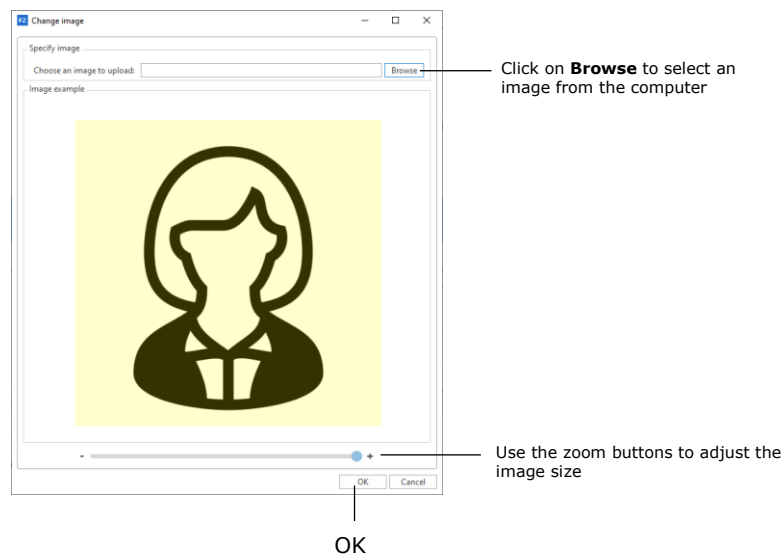 F2 Change image
Specify image
Choose an image to upload: Browse
Click on Browse to select an
image from the computer
Image example
- +
Use the zoom buttons to adjust the
image size
OK Cancel
OK